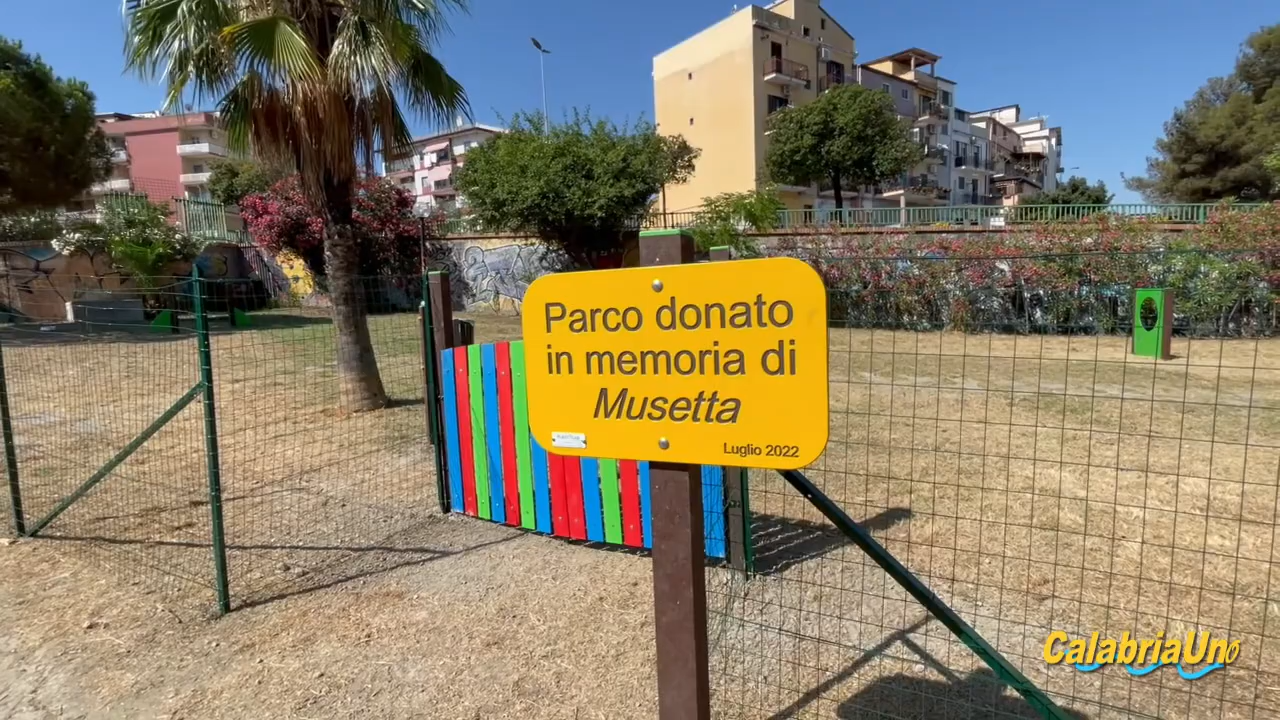 Parco donato
in memoria di
Musetta
Luglio 2022
CalabriaUno